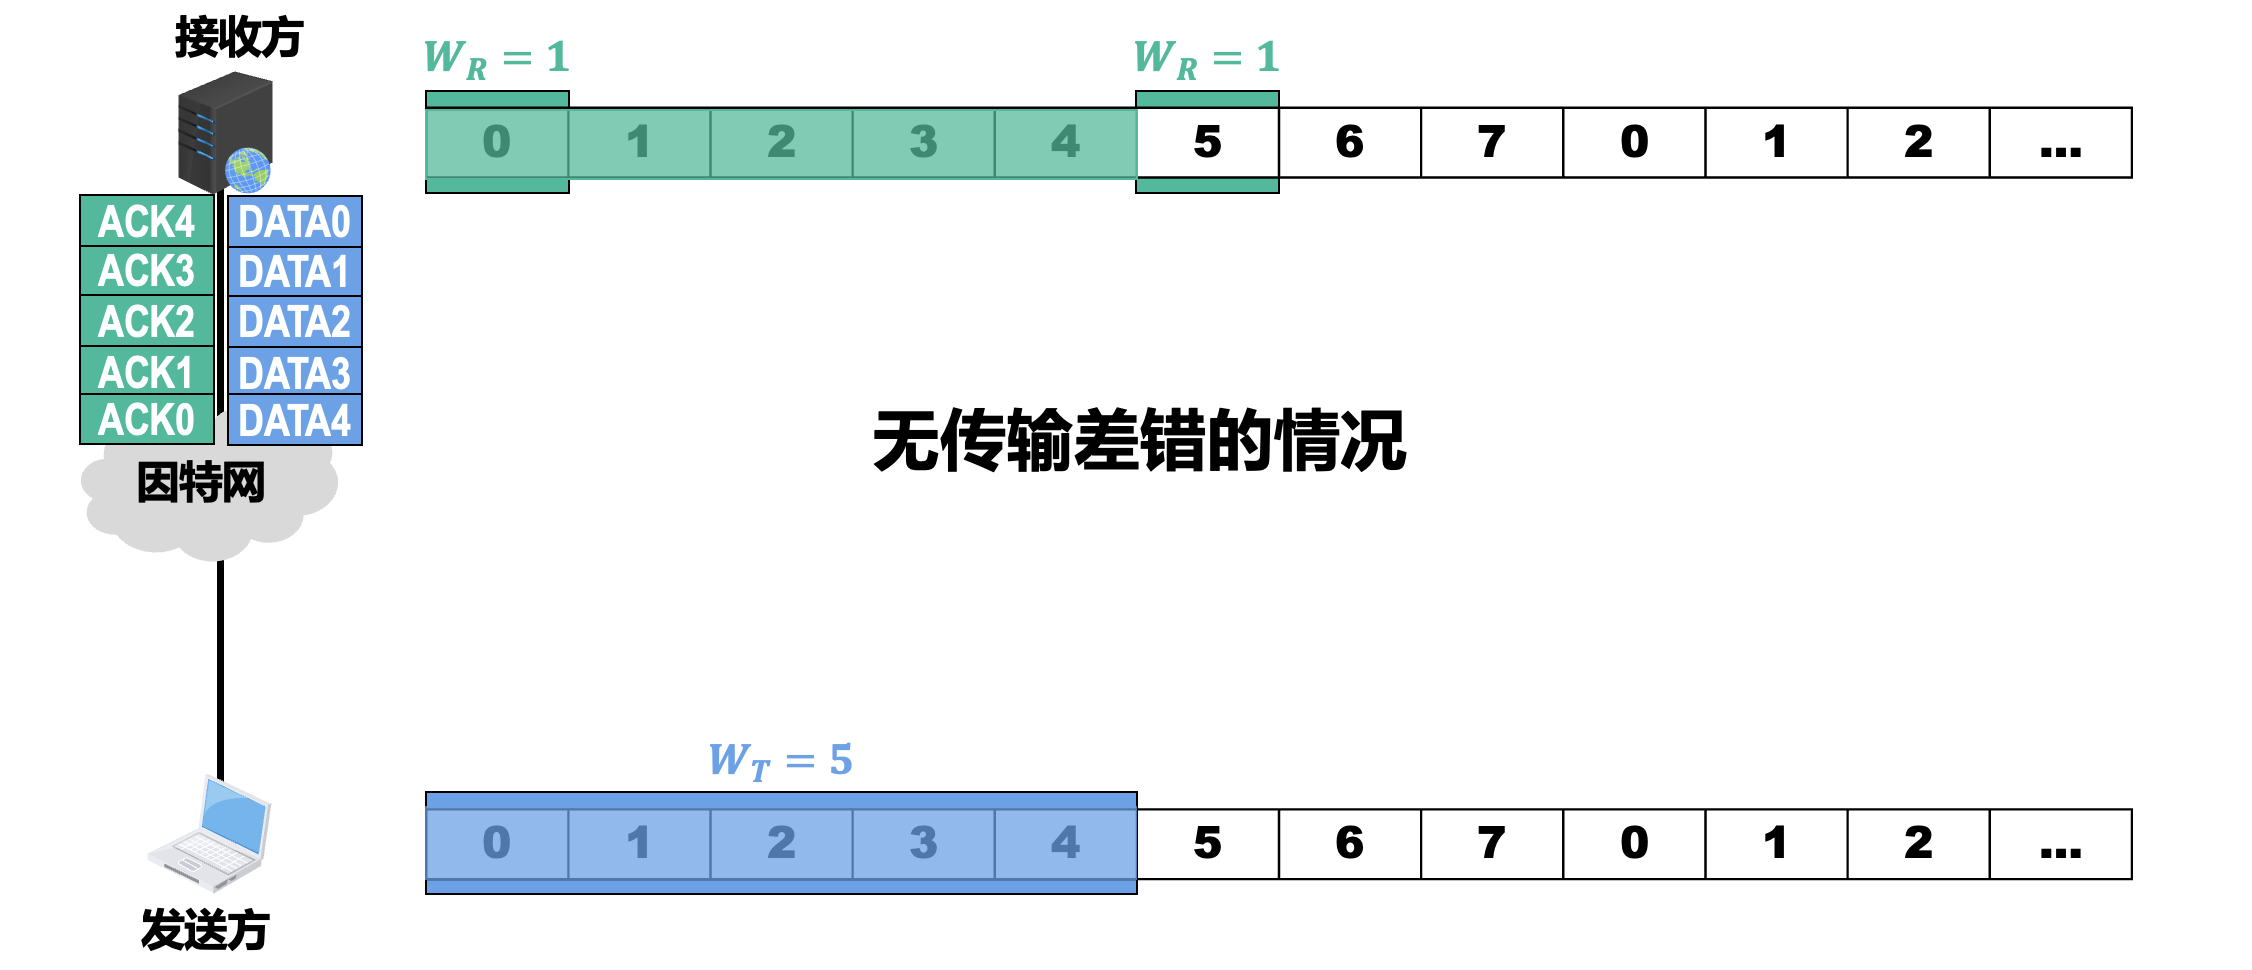 接收方
W_R = 1
W_R = 1
0 1 2 3 4 5 6 7 0 1 2 ...
ACK4 DATA0
ACK3 DATA1
ACK2 DATA2
ACK1 DATA3
ACK0 DATA4
因特网
无传输差错的情况
W_T = 5
0 1 2 3 4 5 6 7 0 1 2 ...
发送方